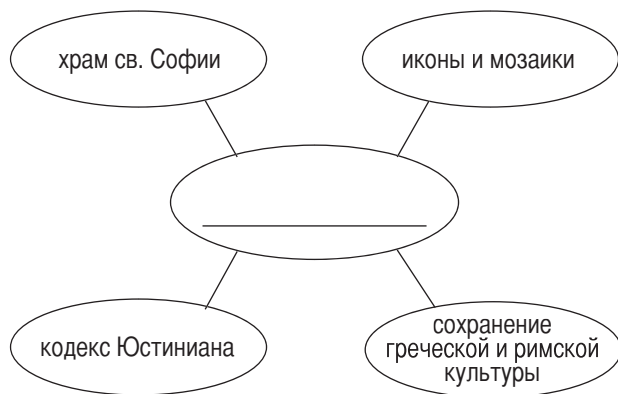 храм св. Софии
иконы и мозаики
кодекс Юстиниана
сохранение
греческой и римской
культуры